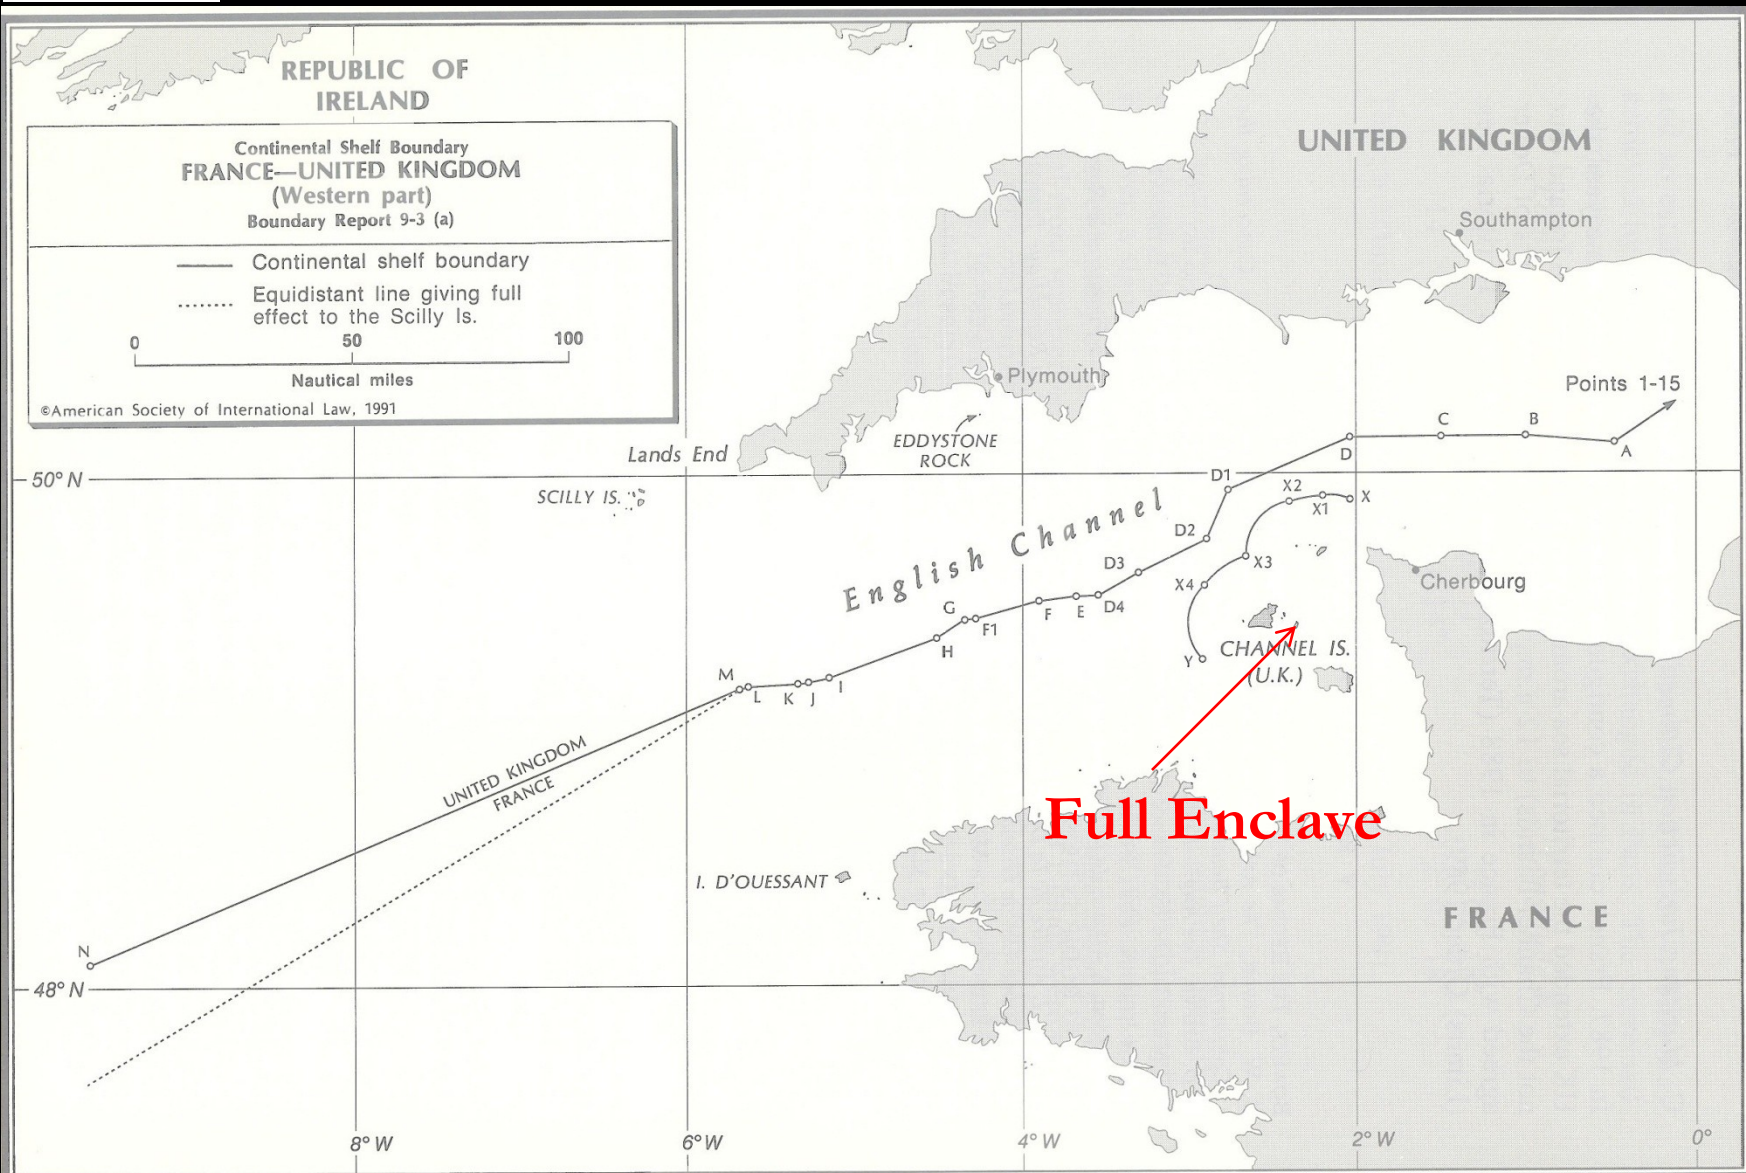 REPUBLIC OF
IRELAND
Continental Shelf Boundary
FRANCE—UNITED KINGDOM
(Western part)
Boundary Report 9-3 (a)
Continental shelf boundary
Equidistant line giving full
effect to the Scilly Is.
0 50 100
Nautical miles
©American Society of International Law, 1991
UNITED KINGDOM
Southampton
Plymouth
Points 1-15
EDDYSTONE
ROCK
Lands End
SCILLY IS.
50° N
English Channel
A
B
C
D
D1
D2
D3
D4
E
F
F1
G
H
I
J
K
L
M
N
X
X1
X2
X3
X4
Y
Cherbourg
CHANNEL IS.
(U.K.)
UNITED KINGDOM
FRANCE
Full Enclave
I. D'OUESSANT
FRANCE
48° N
8° W 6° W 4° W 2° W 0°